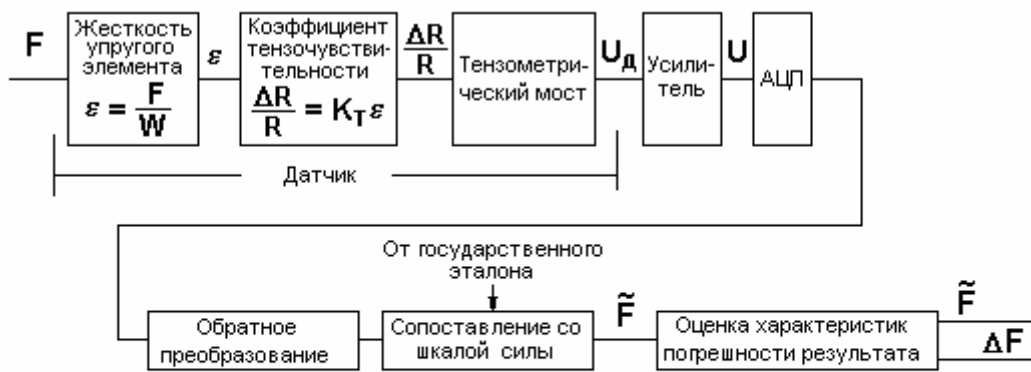 F
Жесткость
упругого
элемента
ε = F/W
ε
Коэффициент
тензочувстви-
тельности
ΔR/R = KТ ε
ΔR/R
Тензометри-
ческий мост
UД
Усили-
тель
U
АЦП
Датчик
От государственного
эталона
Обратное
преобразование
Сопоставление со
шкалой силы
F̃
Оценка характеристик
погрешности результата
F̃
ΔF